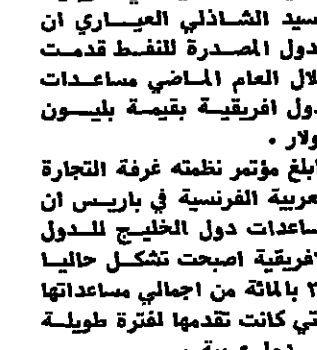 سيد الشاذلي العياري ان
دول المصدرة للنفط قدمت
لال العام الماضي مساعدات
دول افريقية بقيمة بليون
ولار .
ابلغ مؤتمر نظمته غرفة التجارة
عربية الفرنسية في باريس ان
ساعدات دول الخليج للدول
فريقية اصبحت تشكل حاليا
٣ بالمائة من اجمالي مساعداتها
تي كانت تقدمها لفترة طويلة